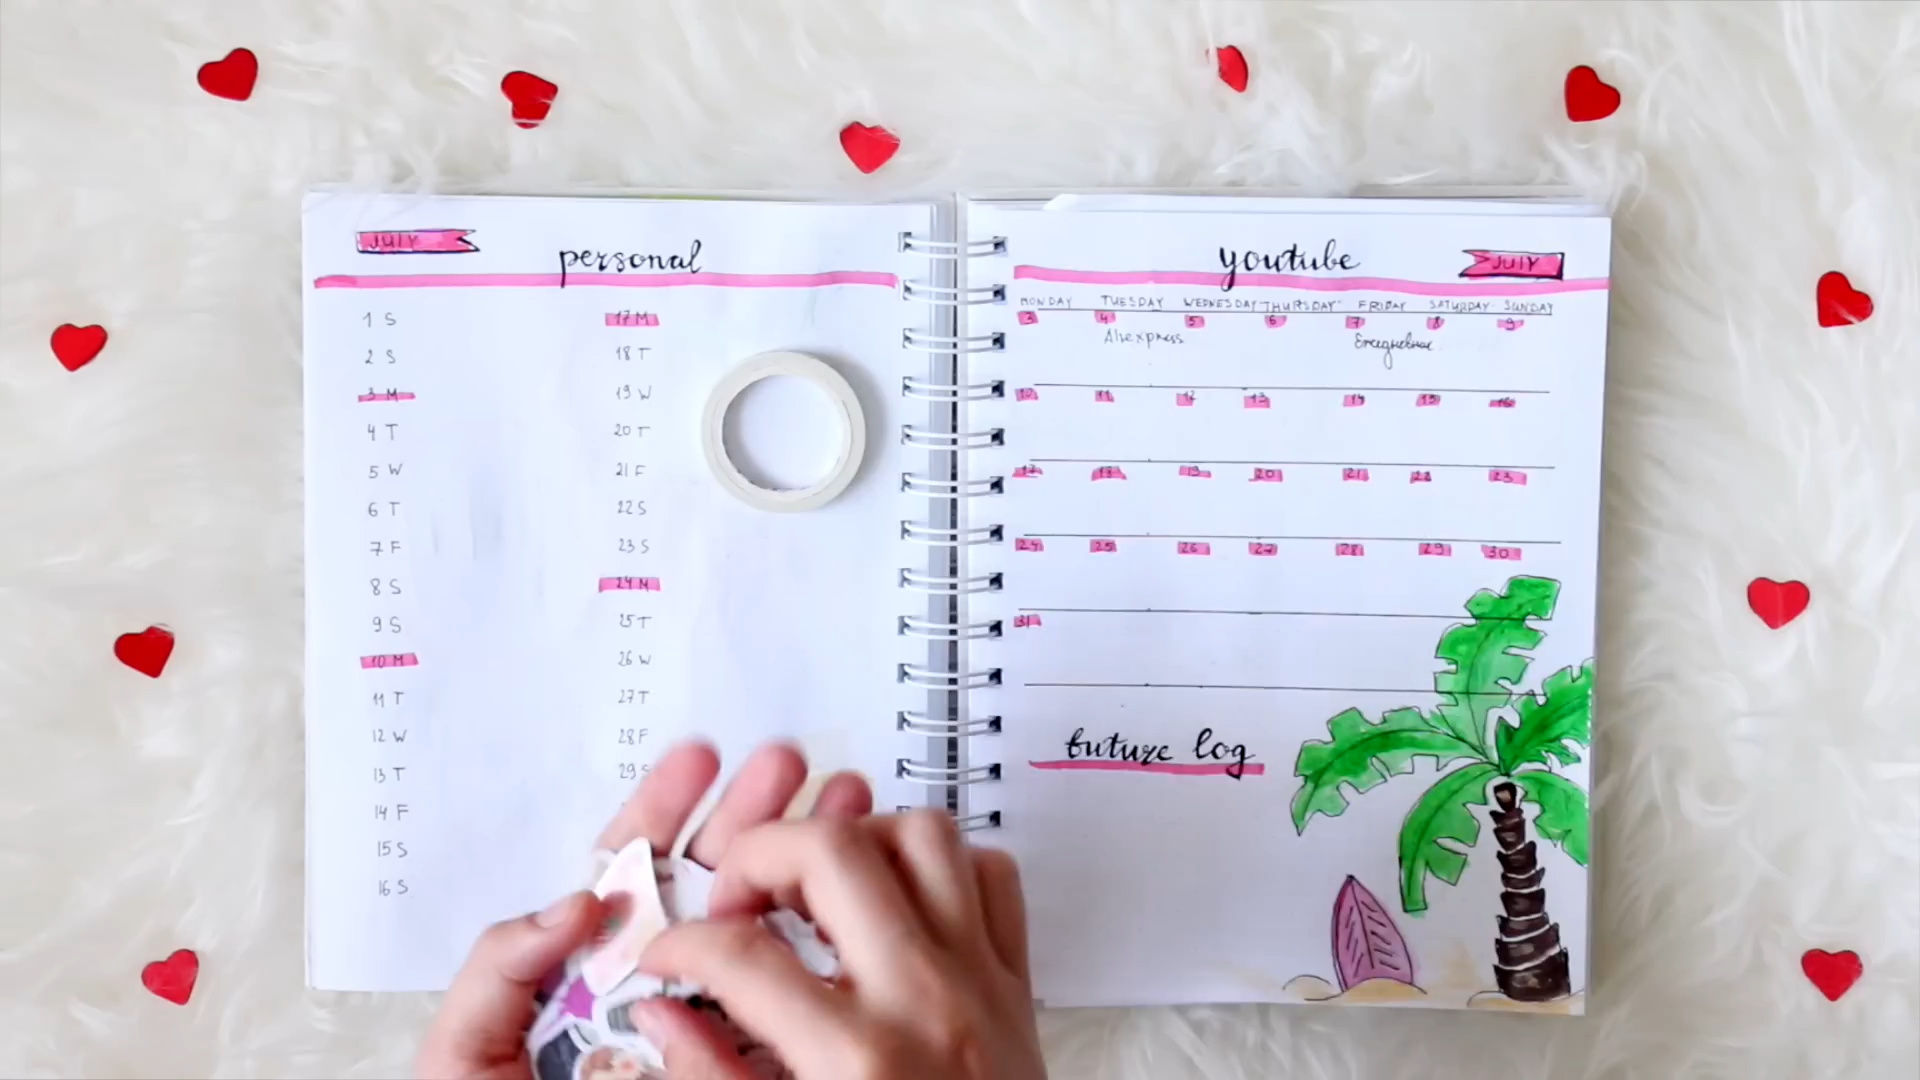 JULY
personal
1 S
2 S
3 M
4 T
5 W
6 T
7 F
8 S
9 S
10 M
11 T
12 W
13 T
14 F
15 S
16 S
17 M
18 T
19 W
20 T
21 F
22 S
23 S
24 M
25 T
26 W
27 T
28 F
29 S
youtube
JULY
MONDAY TUESDAY WEDNESDAY THURSDAY FRIDAY SATURDAY SUNDAY
3 4 5 6 7 8 9
Aliexpress
10 11 12 13 14 15 16
17 18 19 20 21 22 23
24 25 26 27 28 29 30
31
future log